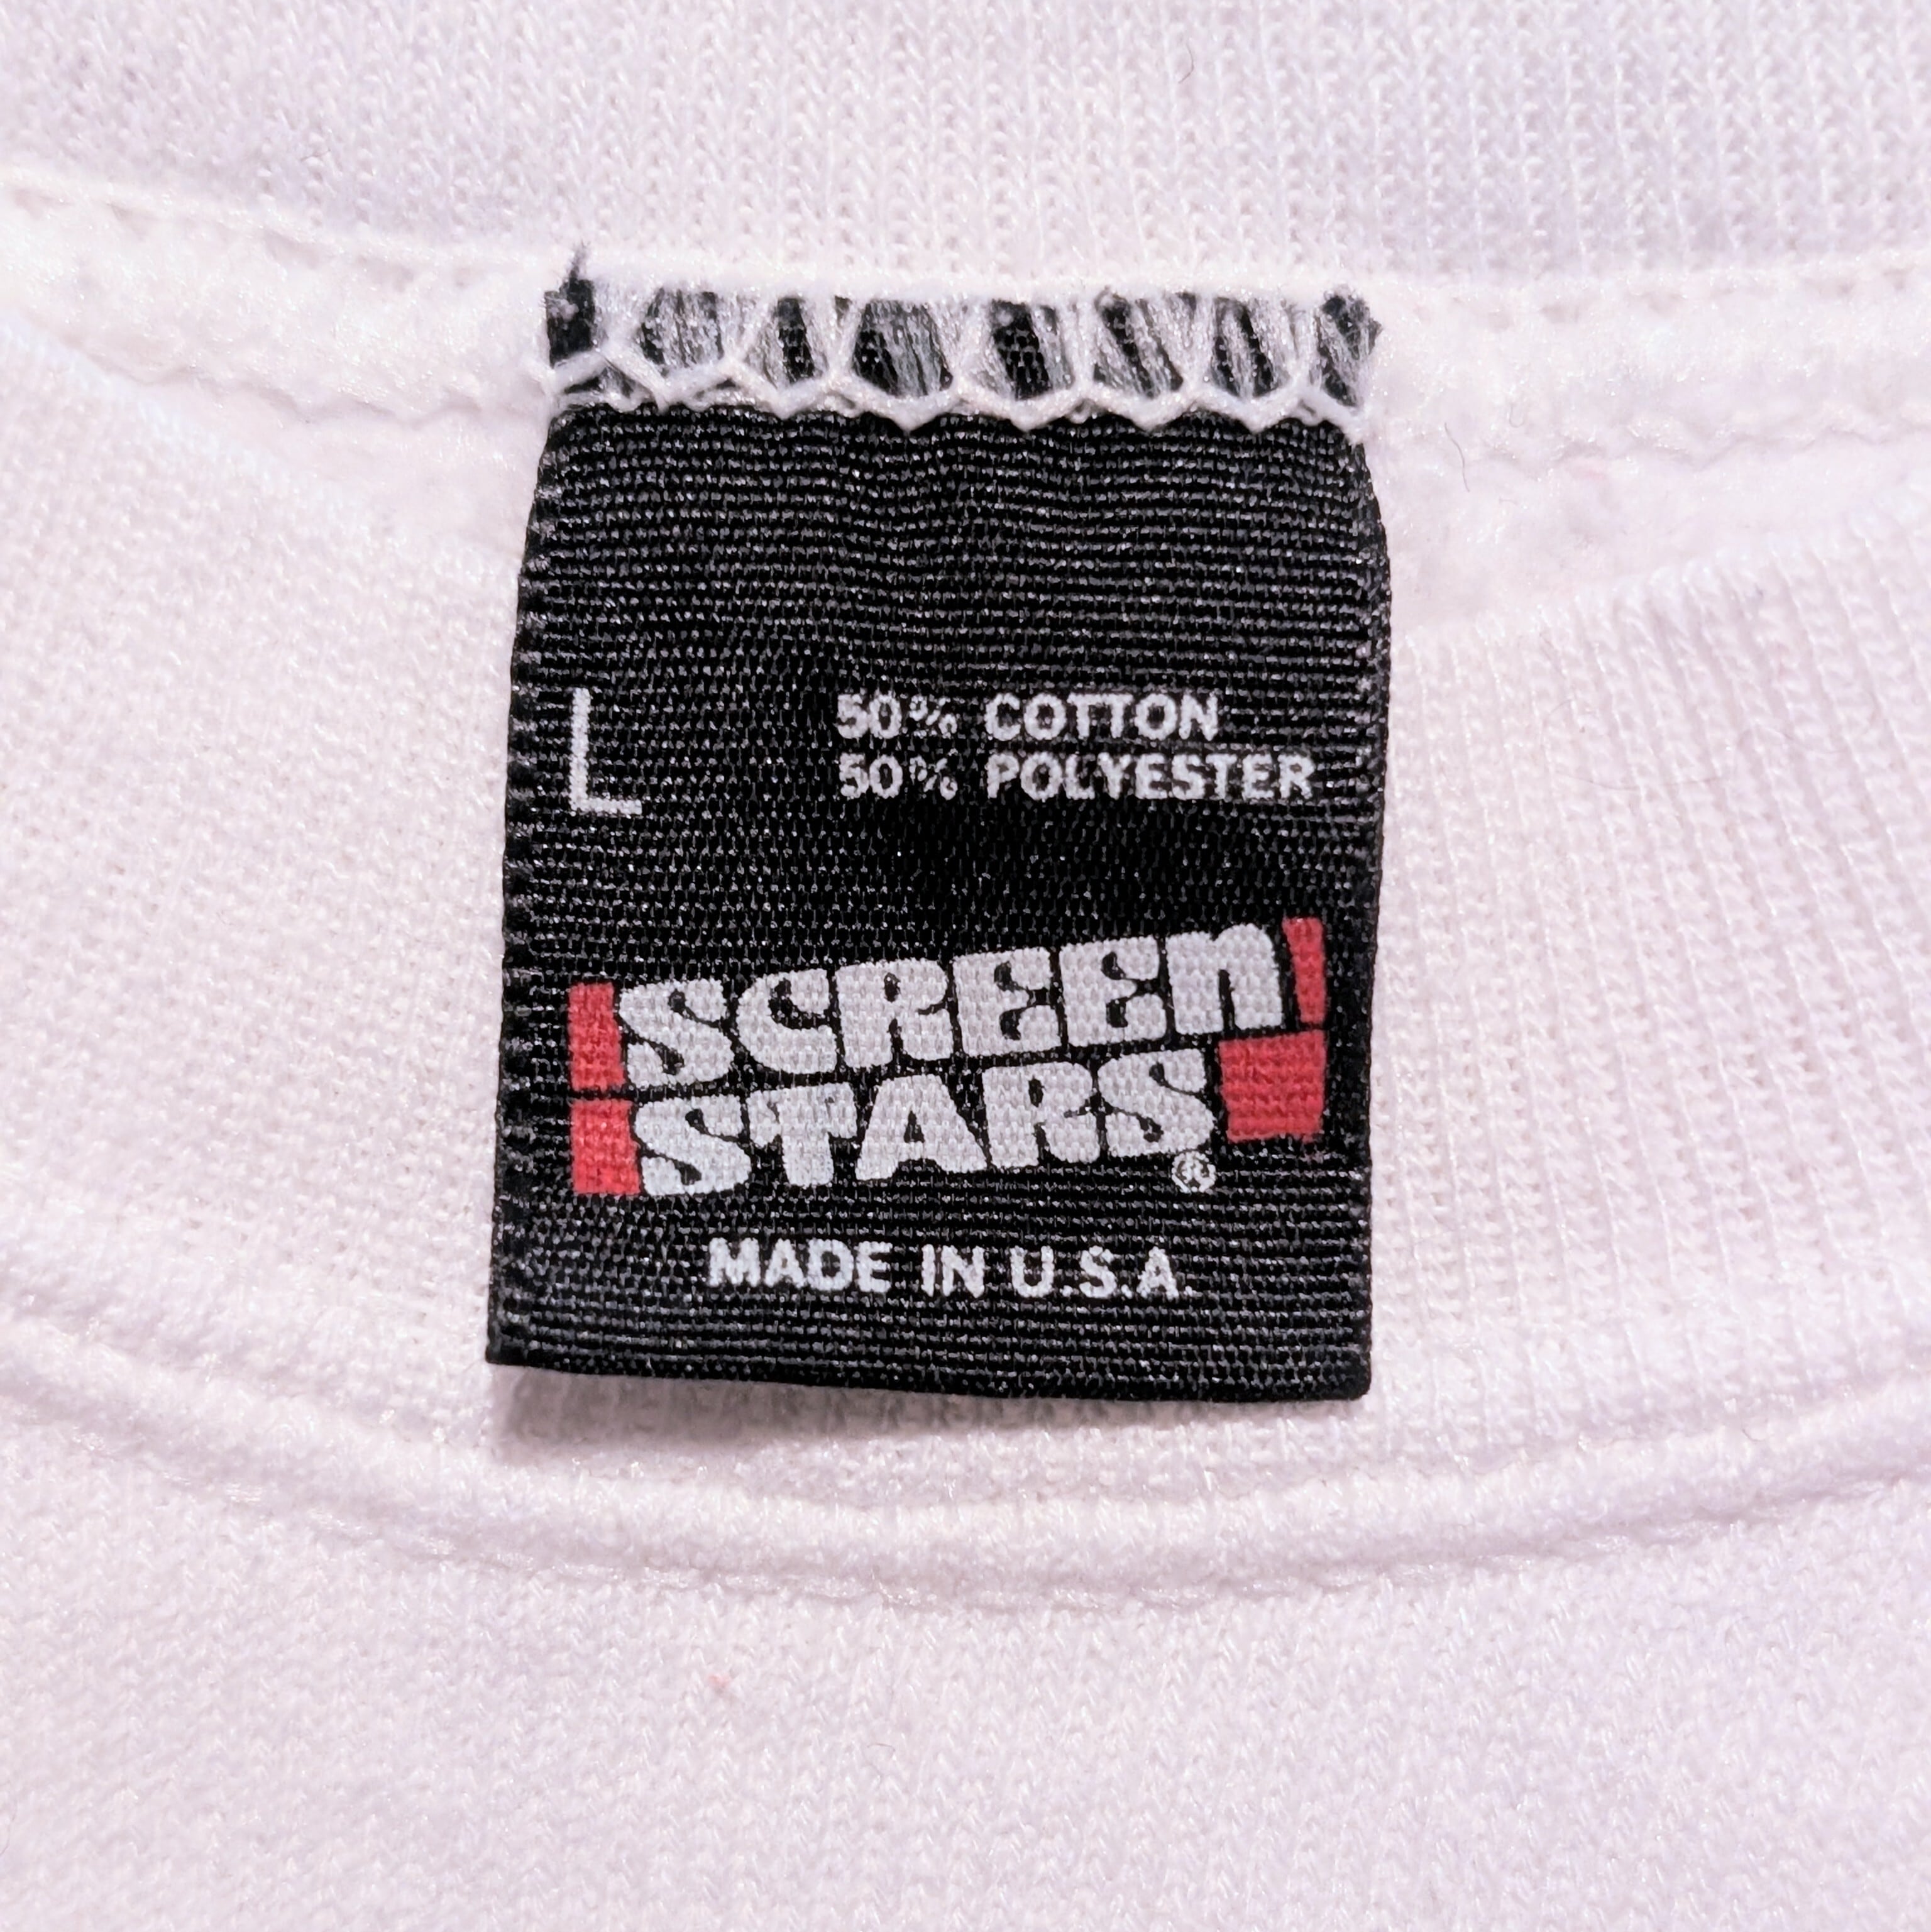 L 50% COTTON
50% POLYESTER
SCREEN
STARS®
MADE IN U.S.A.